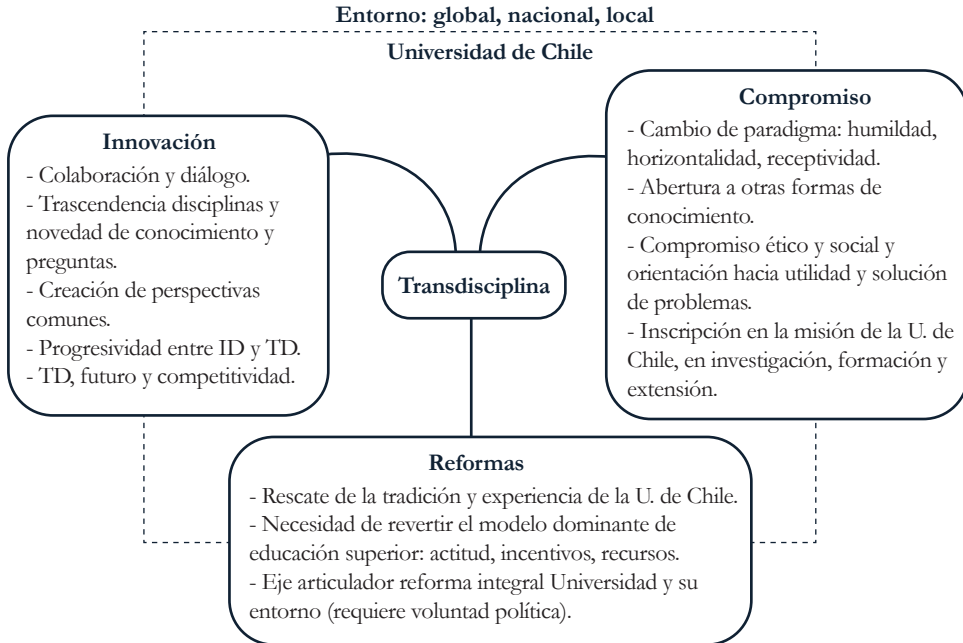 Entorno: global, nacional, local
Universidad de Chile
Innovación
- Colaboración y diálogo.
- Trascendencia disciplinas y
novedad de conocimiento y
preguntas.
- Creación de perspectivas
comunes.
- Progresividad entre ID y TD.
- TD, futuro y competitividad.
Compromiso
- Cambio de paradigma: humildad,
horizontalidad, receptividad.
- Abertura a otras formas de
conocimiento.
- Compromiso ético y social y
orientación hacia utilidad y solución
de problemas.
- Inscripción en la misión de la U. de
Chile, en investigación, formación y
extensión.
Transdisciplina
Reformas
- Rescate de la tradición y experiencia de la U. de Chile.
- Necesidad de revertir el modelo dominante de
educación superior: actitud, incentivos, recursos.
- Eje articulador reforma integral Universidad y su
entorno (requiere voluntad política).